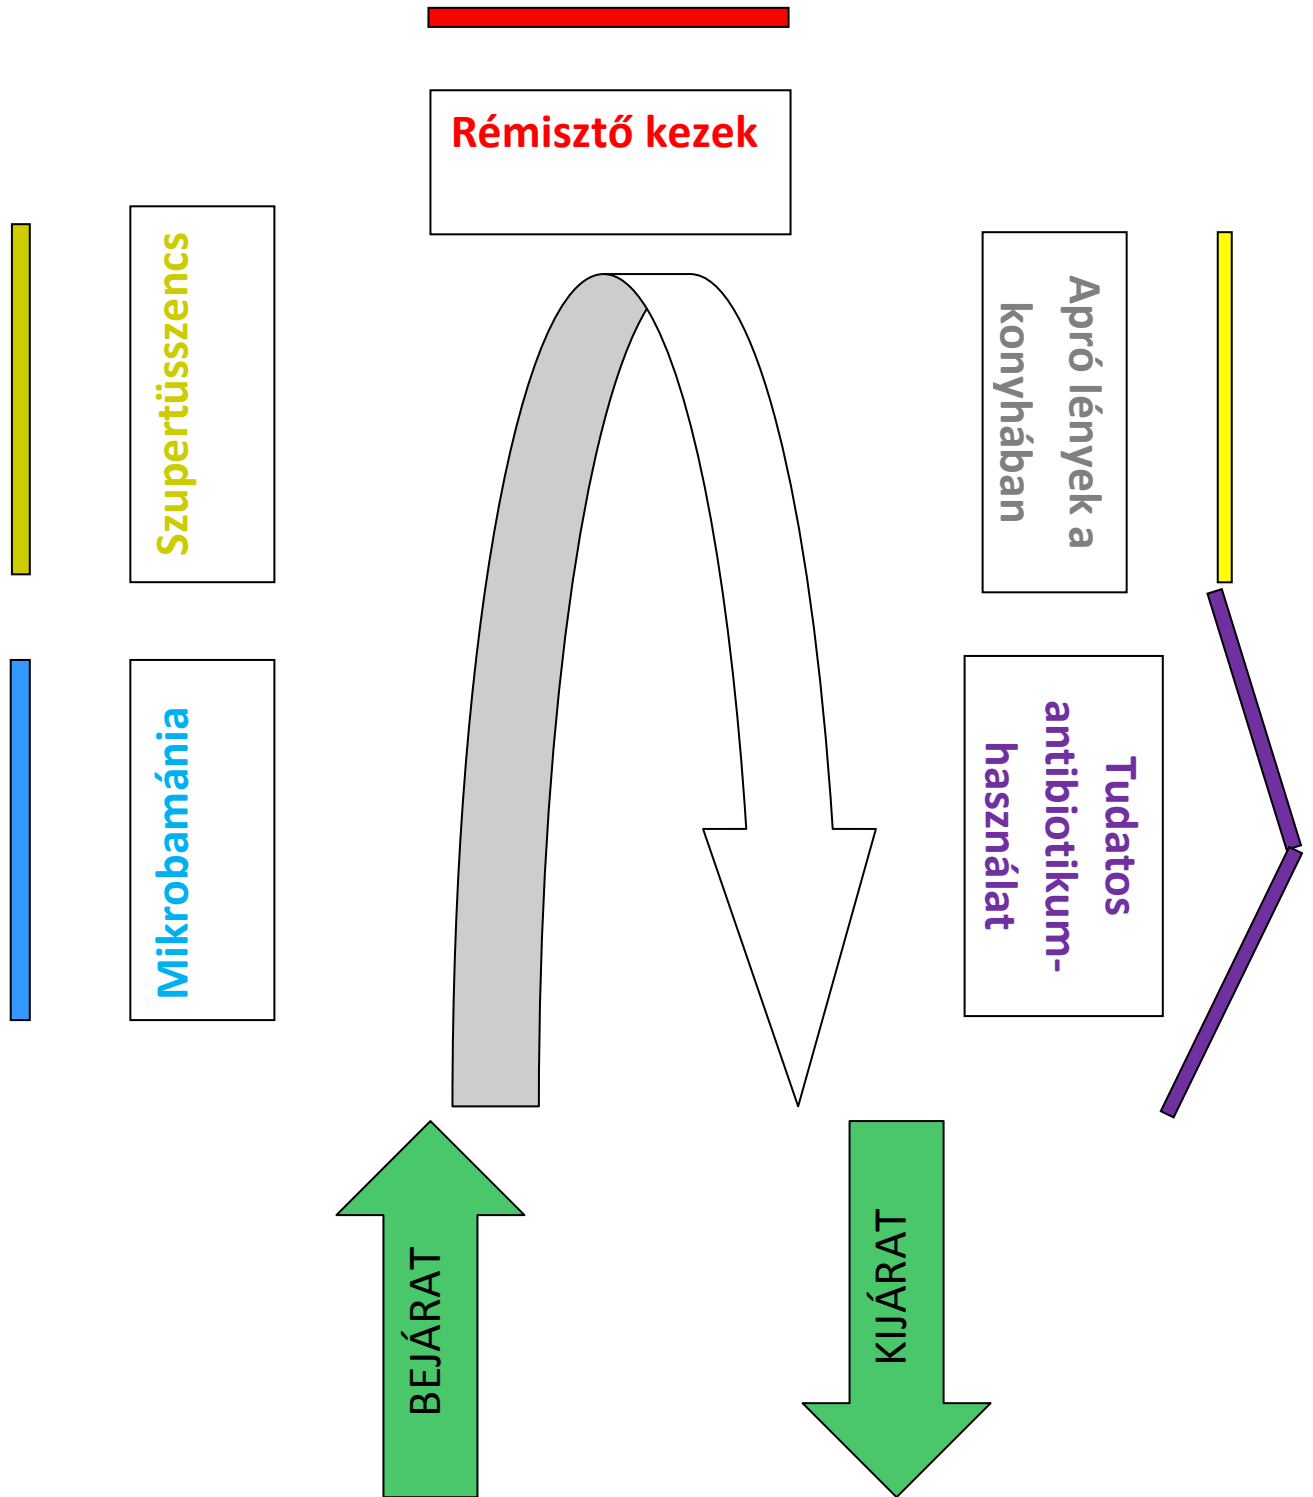 Rémisztő kezek
Szupertüsszencs
Apró lények a
konyhában
Mikrobamánia
Tudatos
antibiotikum-
használat
BEJÁRAT
KIJÁRAT